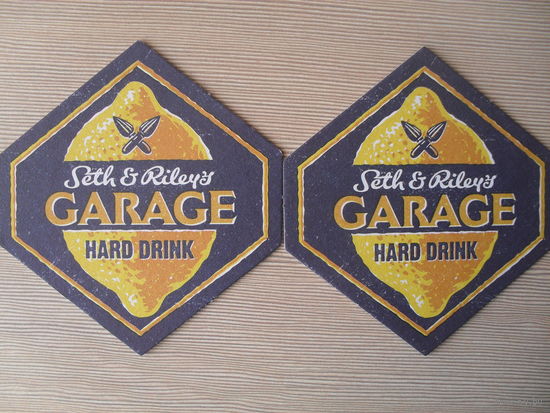 Seth & Riley's
GARAGE
HARD DRINK
Seth & Riley's
GARAGE
HARD DRINK